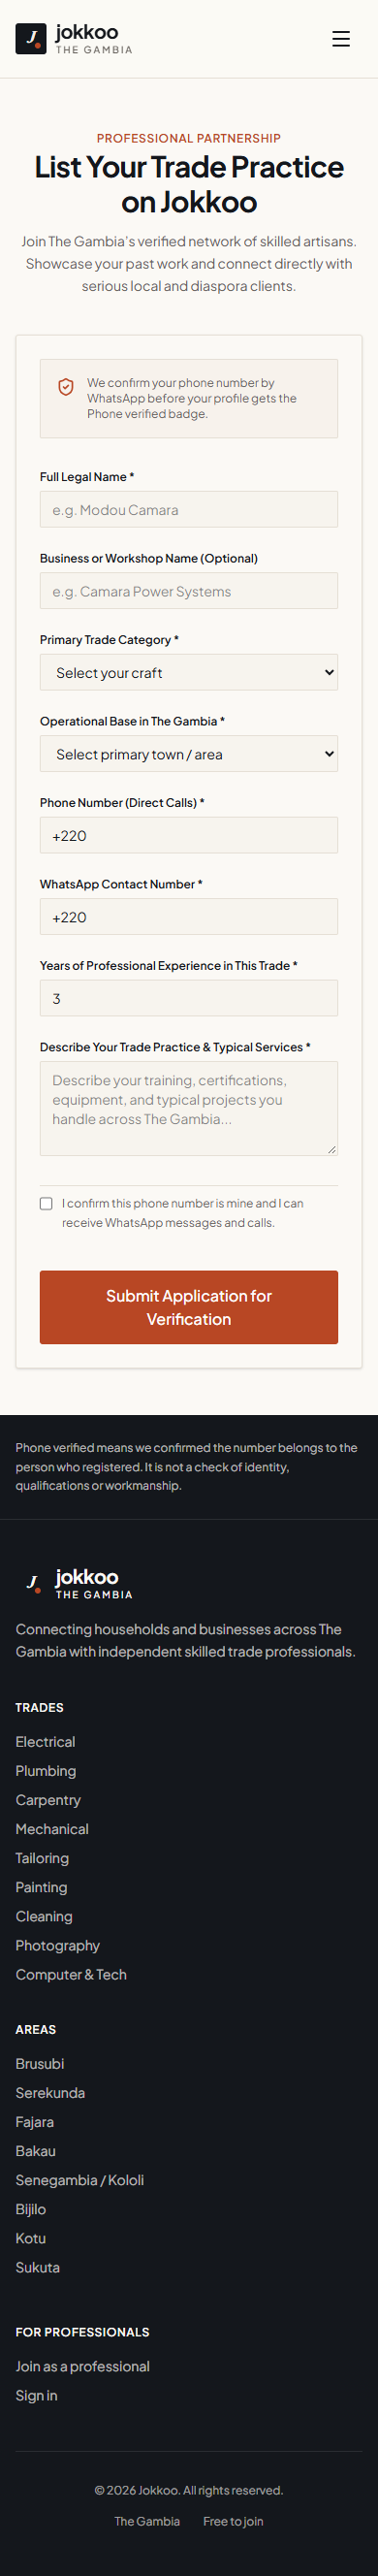 J.
jokkoo
THE GAMBIA
PROFESSIONAL PARTNERSHIP
List Your Trade Practice
on Jokkoo
Join The Gambia's verified network of skilled artisans.
Showcase your past work and connect directly with
serious local and diaspora clients.
We confirm your phone number by
WhatsApp before your profile gets the
Phone verified badge.
Full Legal Name *
e.g. Modou Camara
Business or Workshop Name (Optional)
e.g. Camara Power Systems
Primary Trade Category *
Select your craft
Operational Base in The Gambia *
Select primary town / area
Phone Number (Direct Calls) *
+220
WhatsApp Contact Number *
+220
Years of Professional Experience in This Trade *
3
Describe Your Trade Practice & Typical Services *
Describe your training, certifications,
equipment, and typical projects you
handle across The Gambia...
I confirm this phone number is mine and I can
receive WhatsApp messages and calls.
Submit Application for
Verification
Phone verified means we confirmed the number belongs to the
person who registered. It is not a check of identity,
qualifications or workmanship.
J.
jokkoo
THE GAMBIA
Connecting households and businesses across The
Gambia with independent skilled trade professionals.
TRADES
Electrical
Plumbing
Carpentry
Mechanical
Tailoring
Painting
Cleaning
Photography
Computer & Tech
AREAS
Brusubi
Serekunda
Fajara
Bakau
Senegambia / Kololi
Bijilo
Kotu
Sukuta
FOR PROFESSIONALS
Join as a professional
Sign in
© 2026 Jokkoo. All rights reserved.
The Gambia Free to join